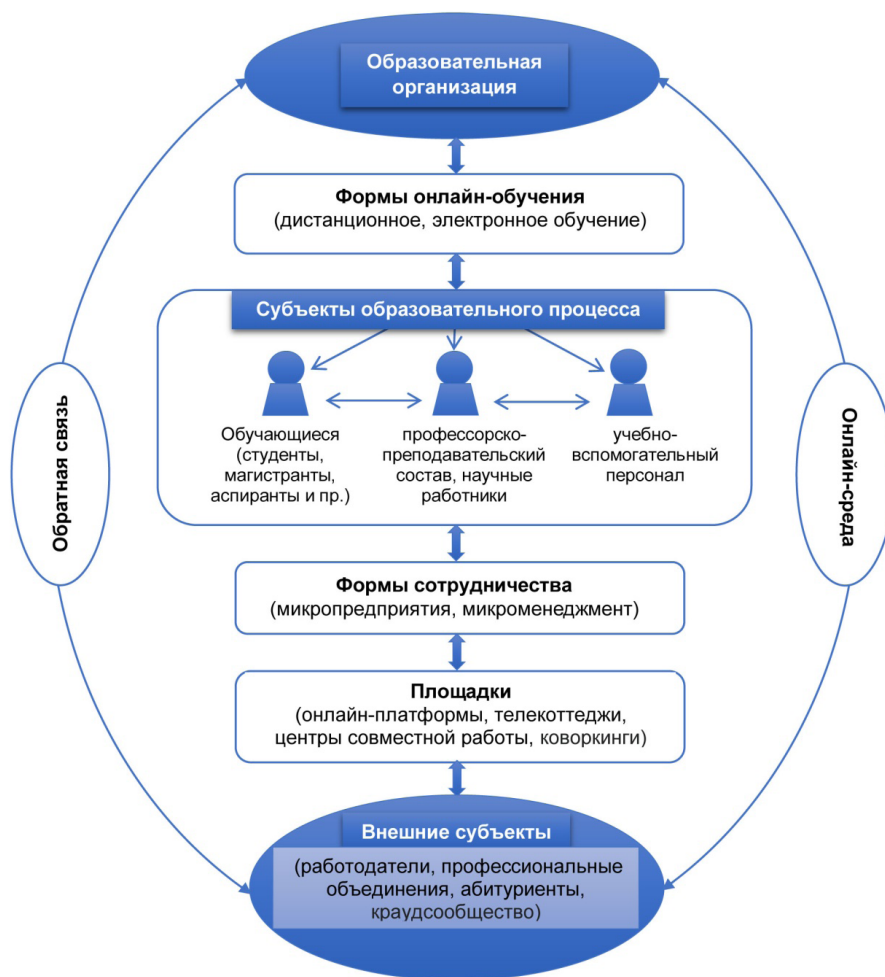 Образовательная
организация
Формы онлайн-обучения
(дистанционное, электронное обучение)
Субъекты образовательного процесса
Обучающиеся
(студенты,
магистранты,
аспиранты и пр.)
профессорско-
преподавательский
состав, научные
работники
учебно-
вспомогательный
персонал
Обратная связь
Онлайн-среда
Формы сотрудничества
(микропредприятия, микроменеджмент)
Площадки
(онлайн-платформы, телекоттеджи,
центры совместной работы, коворкинги)
Внешние субъекты
(работодатели, профессиональные
объединения, абитуриенты,
краудсообщество)